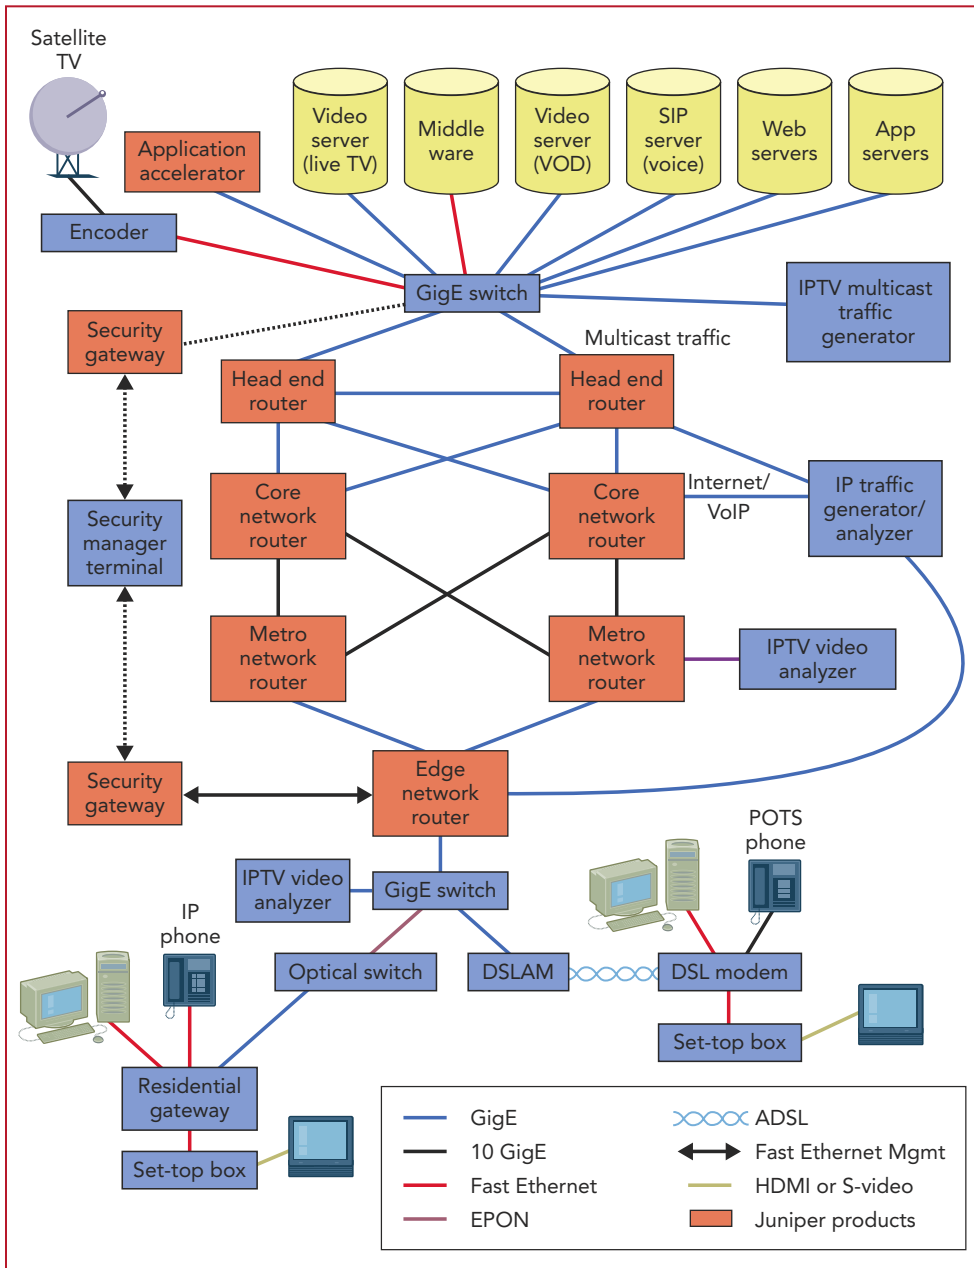 Satellite
TV
Application
accelerator
Video
server
(live TV)
Middle
ware
Video
server
(VOD)
SIP
server
(voice)
Web
servers
App
servers
Encoder
GigE switch
IPTV multicast
traffic
generator
Security
gateway
Multicast traffic
Head end
router
Head end
router
Core
network
router
Core
network
router
Internet/
VoIP
IP traffic
generator/
analyzer
Security
manager
terminal
Metro
network
router
Metro
network
router
IPTV video
analyzer
Security
gateway
Edge
network
router
POTS
phone
IPTV video
analyzer
GigE switch
IP
phone
Optical switch
DSLAM
DSL modem
Set-top box
Residential
gateway
Set-top box
GigE
10 GigE
Fast Ethernet
EPON
ADSL
Fast Ethernet Mgmt
HDMI or S-video
Juniper products